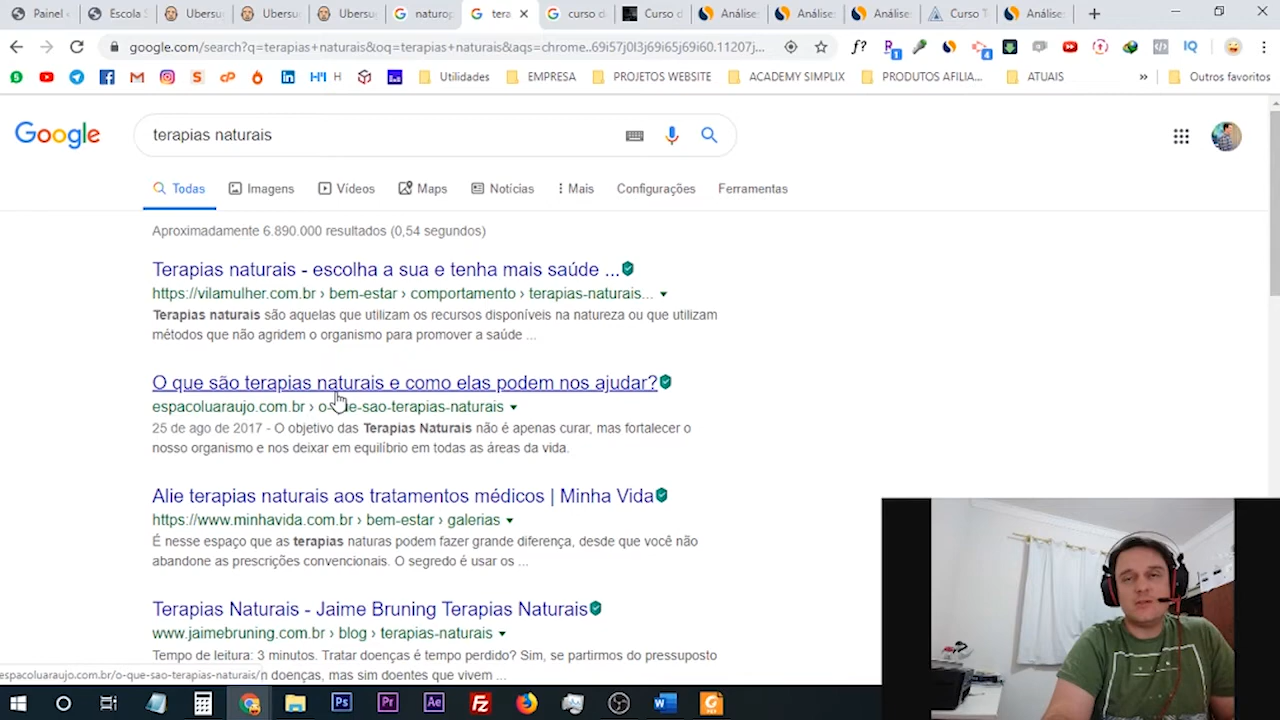 Painel
Escola
Ubersu
Ubersu
Ubersu
naturop
tera
curso d
Curso d
Análise
Análise
Análise
Curso T
Análise
google.com/search?q=terapias+naturais&oq=terapias+naturais&aqs=chrome..69i57j0l3j69i65j69i60.11207j...
H
Utilidades
EMPRESA
PROJETOS WEBSITE
ACADEMY SIMPLIX
PRODUTOS AFILIA...
ATUAIS
»
Outros favoritos
Google
terapias naturais
Todas
Imagens
Vídeos
Maps
Notícias
Mais
Configurações
Ferramentas
Aproximadamente 6.890.000 resultados (0,54 segundos)
Terapias naturais - escolha a sua e tenha mais saúde ...
https://vilamulher.com.br › bem-estar › comportamento › terapias-naturais...
Terapias naturais são aquelas que utilizam os recursos disponíveis na natureza ou que utilizam
métodos que não agridem o organismo para promover a saúde ...
O que são terapias naturais e como elas podem nos ajudar?
espacoluaraujo.com.br › o-que-sao-terapias-naturais
25 de ago de 2017 - O objetivo das Terapias Naturais não é apenas curar, mas fortalecer o
nosso organismo e nos deixar em equilíbrio em todas as áreas da vida.
Alie terapias naturais aos tratamentos médicos | Minha Vida
https://www.minhavida.com.br › bem-estar › galerias
É nesse espaço que as terapias naturas podem fazer grande diferença, desde que você não
abandone as prescrições convencionais. O segredo é usar os ...
Terapias Naturais - Jaime Bruning Terapias Naturais
www.jaimebruning.com.br › blog › terapias-naturais
Tempo de leitura: 3 minutos. Tratar doenças é tempo perdido? Sim, se partirmos do pressuposto
espacoluaraujo.com.br/o-que-sao-terapias-naturais/
n doenças, mas sim doentes que vivem ...
Ps
Pr
Ae